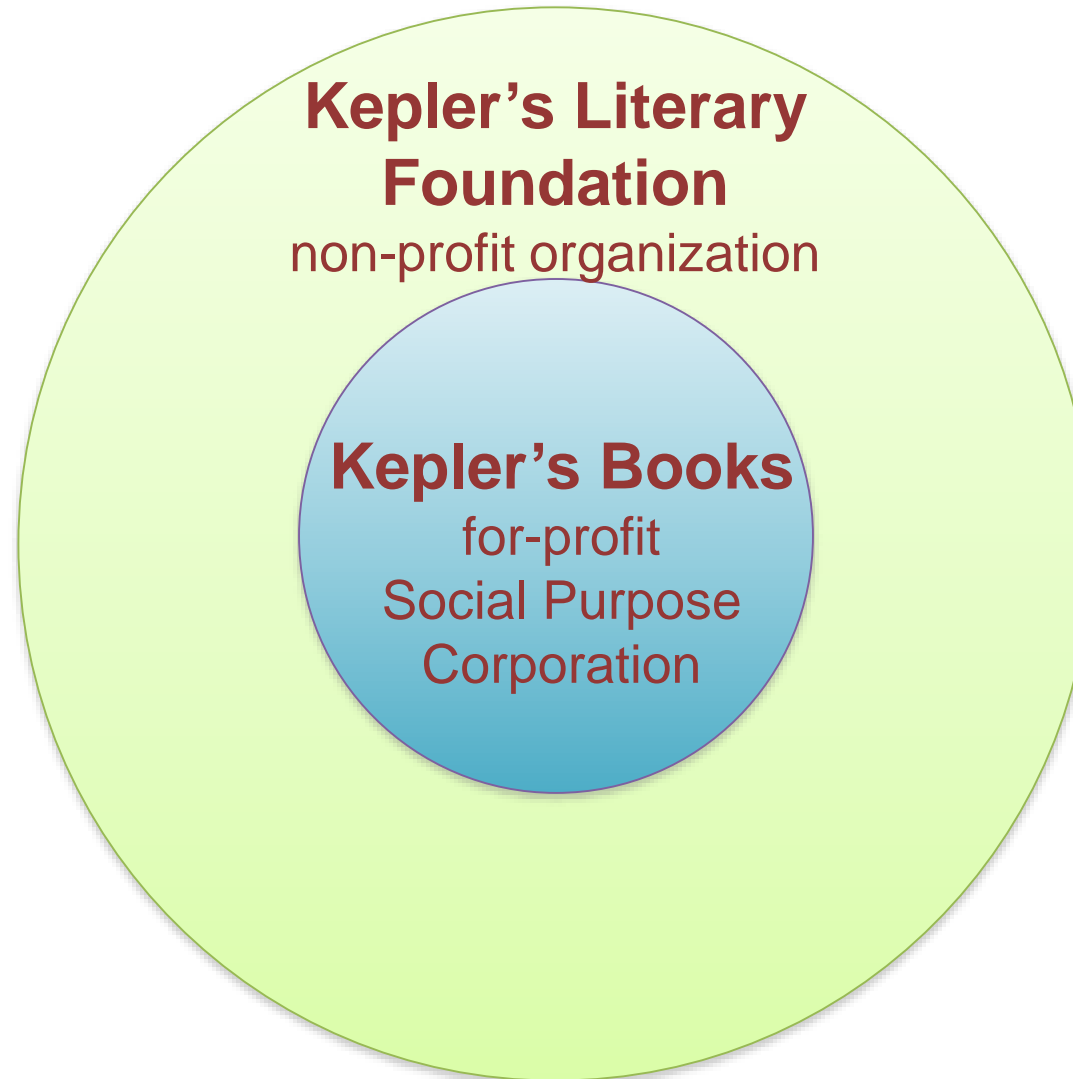 Kepler’s Literary
Foundation
non-profit organization
Kepler’s Books
for-profit
Social Purpose
Corporation